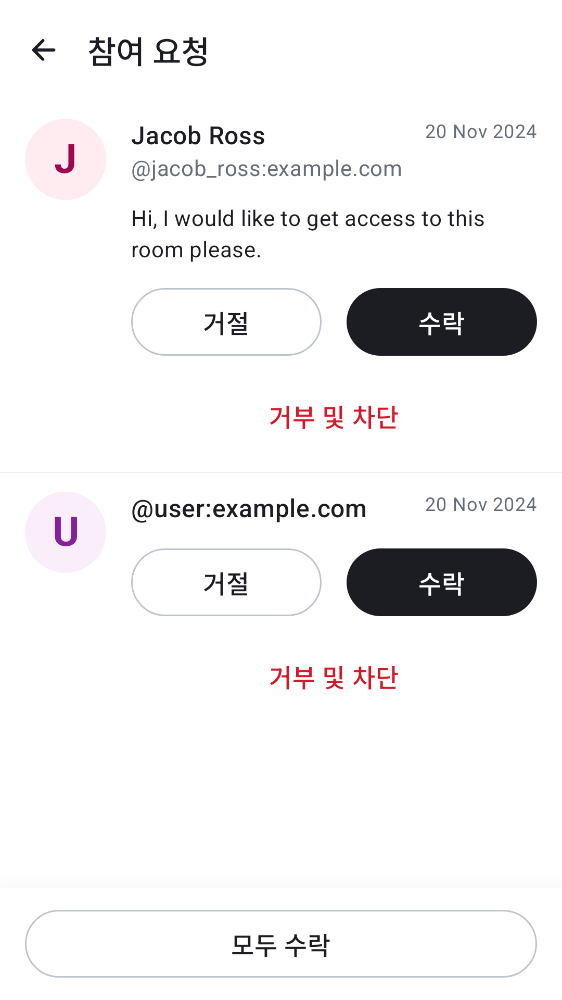 참여 요청
J
Jacob Ross
20 Nov 2024
@jacob_ross:example.com
Hi, I would like to get access to this
room please.
거절
수락
거부 및 차단
U
@user:example.com
20 Nov 2024
거절
수락
거부 및 차단
모두 수락